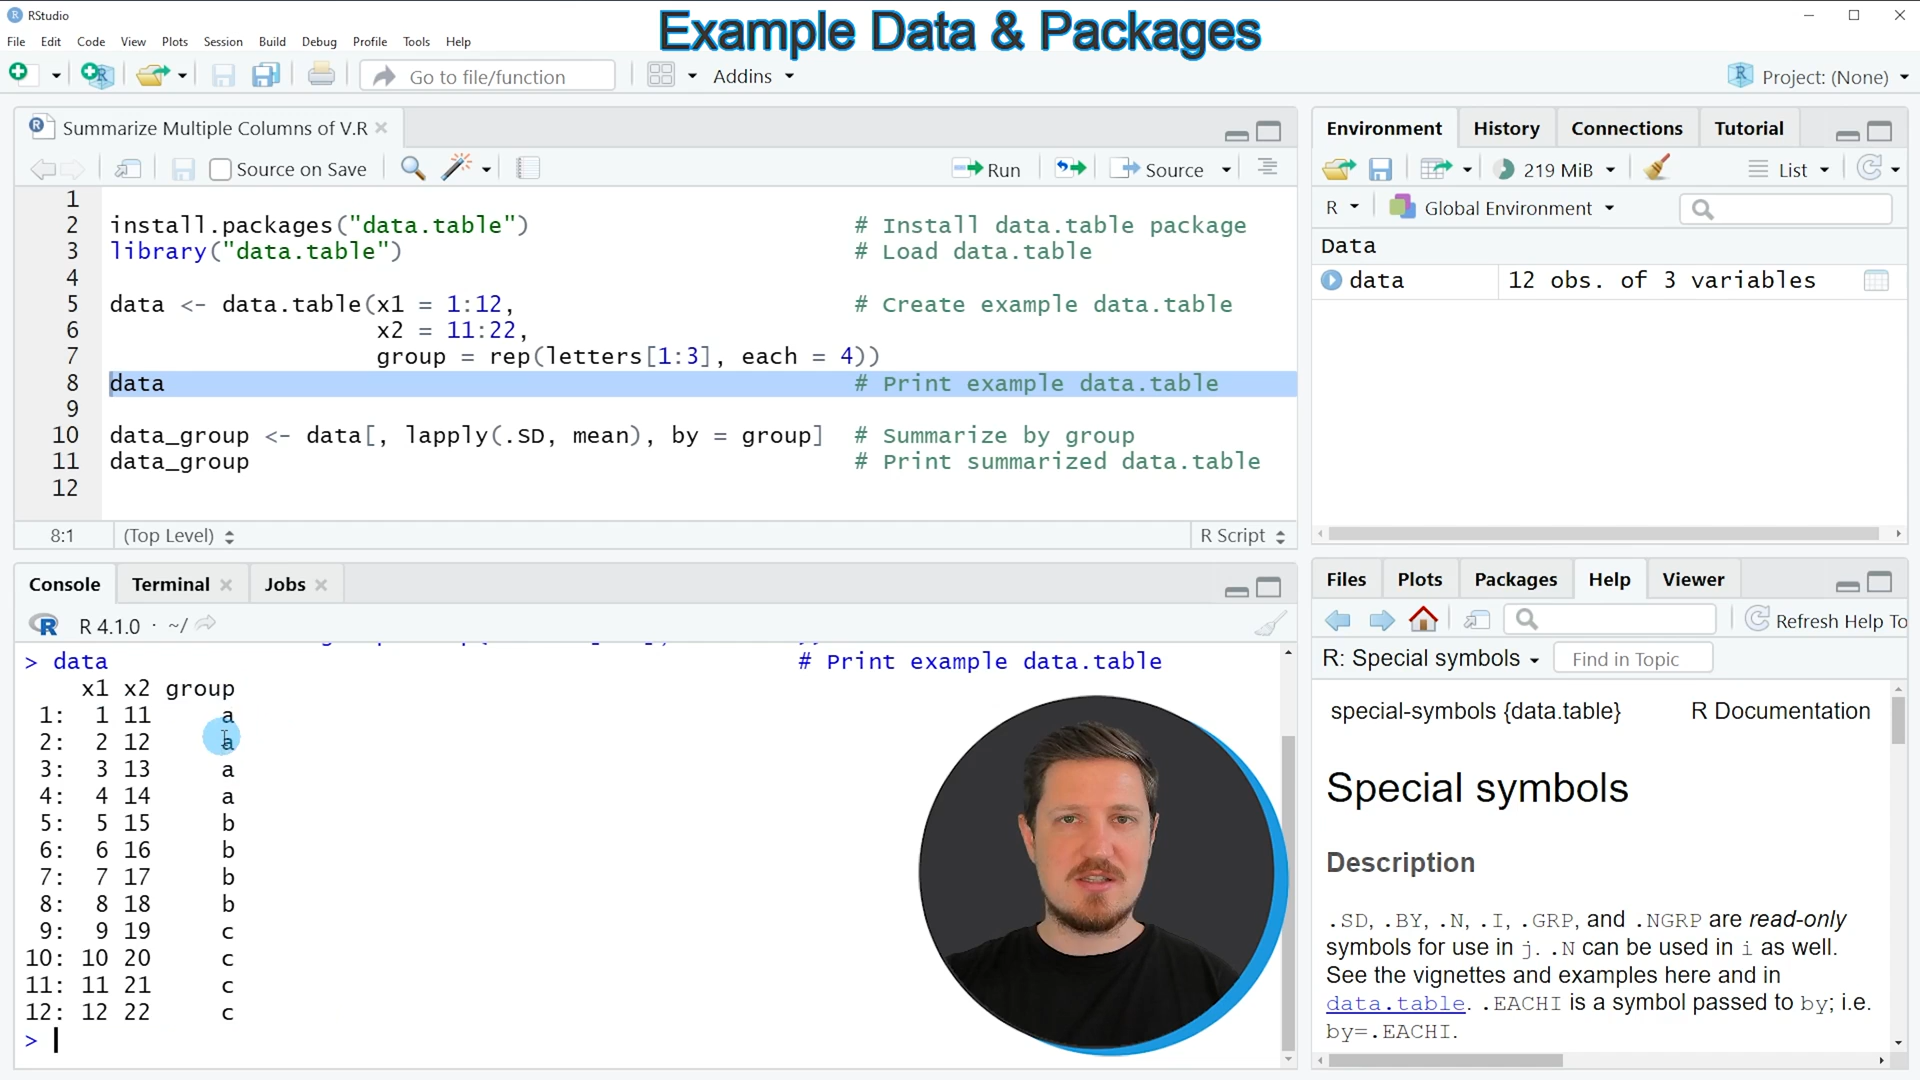 RStudio
Example Data & Packages
File Edit Code View Plots Session Build Debug Profile Tools Help
Go to file/function Addins Project: (None)
Summarize Multiple Columns of V.R
Source on Save Run Source
1
2 install.packages("data.table") # Install data.table package
3 library("data.table") # Load data.table
4
5 data <- data.table(x1 = 1:12, # Create example data.table
6 x2 = 11:22,
7 group = rep(letters[1:3], each = 4))
8 data # Print example data.table
9
10 data_group <- data[, lapply(.SD, mean), by = group] # Summarize by group
11 data_group # Print summarized data.table
12
8:1 (Top Level) R Script
Environment History Connections Tutorial
219 MiB List
R Global Environment
Data
data 12 obs. of 3 variables
Console Terminal Jobs
R 4.1.0 · ~/
> data # Print example data.table
x1 x2 group
1: 1 11 a
2: 2 12 a
3: 3 13 a
4: 4 14 a
5: 5 15 b
6: 6 16 b
7: 7 17 b
8: 8 18 b
9: 9 19 c
10: 10 20 c
11: 11 21 c
12: 12 22 c
>
Files Plots Packages Help Viewer
Refresh Help To
R: Special symbols Find in Topic
special-symbols {data.table} R Documentation
Special symbols
Description
.SD, .BY, .N, .I, .GRP, and .NGRP are read-only
symbols for use in j. .N can be used in i as well.
See the vignettes and examples here and in
data.table. .EACHI is a symbol passed to by; i.e.
by=.EACHI.